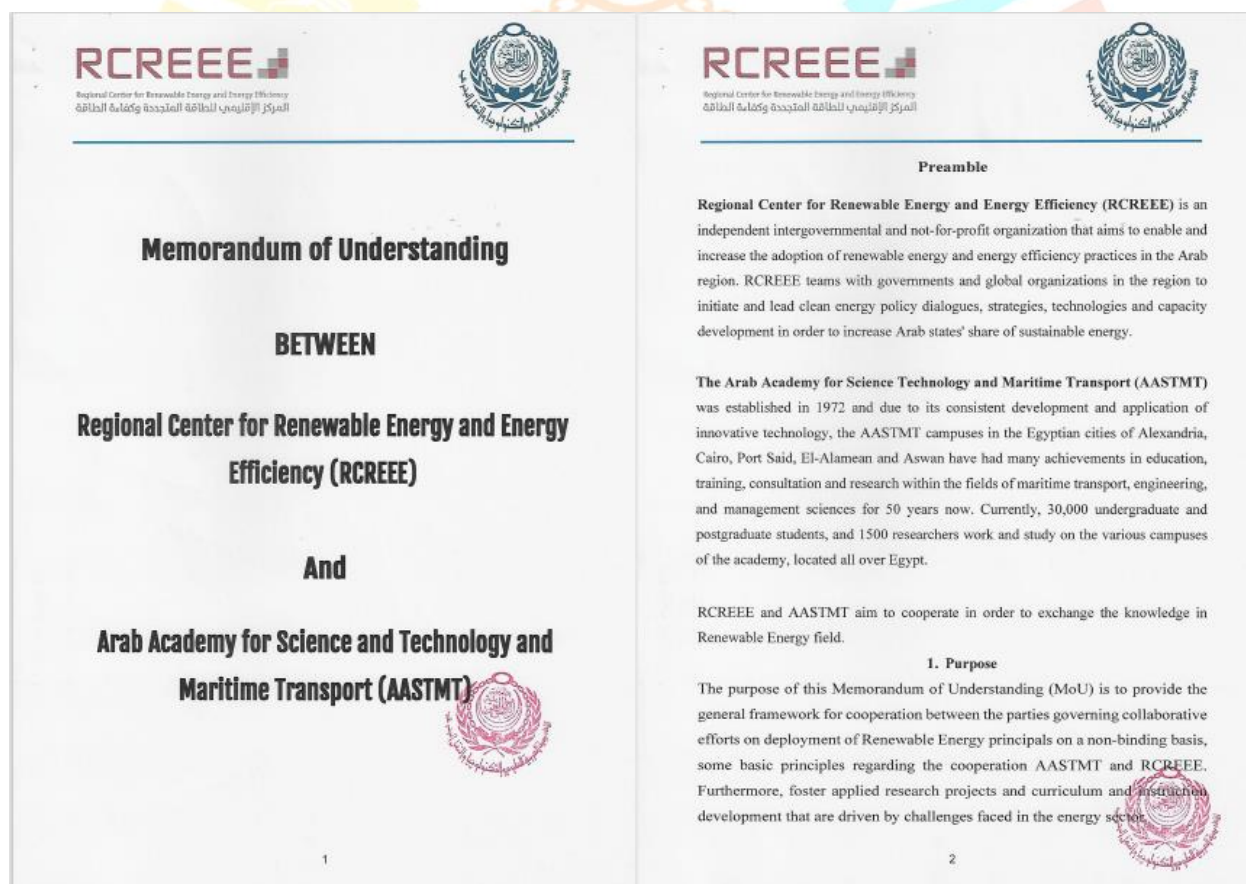 RCREEE
Regional Center for Renewable Energy and Energy Efficiency
المركز الإقليمي للطاقة المتجددة وكفاءة الطاقة
Memorandum of Understanding
BETWEEN
Regional Center for Renewable Energy and Energy
Efficiency (RCREEE)
And
Arab Academy for Science and Technology and
Maritime Transport (AASTMT)
1
RCREEE
Regional Center for Renewable Energy and Energy Efficiency
المركز الإقليمي للطاقة المتجددة وكفاءة الطاقة
Preamble
Regional Center for Renewable Energy and Energy Efficiency (RCREEE) is an
independent intergovernmental and not-for-profit organization that aims to enable and
increase the adoption of renewable energy and energy efficiency practices in the Arab
region. RCREEE teams with governments and global organizations in the region to
initiate and lead clean energy policy dialogues, strategies, technologies and capacity
development in order to increase Arab states' share of sustainable energy.
The Arab Academy for Science Technology and Maritime Transport (AASTMT)
was established in 1972 and due to its consistent development and application of
innovative technology, the AASTMT campuses in the Egyptian cities of Alexandria,
Cairo, Port Said, El-Alamean and Aswan have had many achievements in education,
training, consultation and research within the fields of maritime transport, engineering,
and management sciences for 50 years now. Currently, 30,000 undergraduate and
postgraduate students, and 1500 researchers work and study on the various campuses
of the academy, located all over Egypt.
RCREEE and AASTMT aim to cooperate in order to exchange the knowledge in
Renewable Energy field.
1. Purpose
The purpose of this Memorandum of Understanding (MoU) is to provide the
general framework for cooperation between the parties governing collaborative
efforts on deployment of Renewable Energy principals on a non-binding basis,
some basic principles regarding the cooperation AASTMT and RCREEE.
Furthermore, foster applied research projects and curriculum and instruction
development that are driven by challenges faced in the energy sector.
2